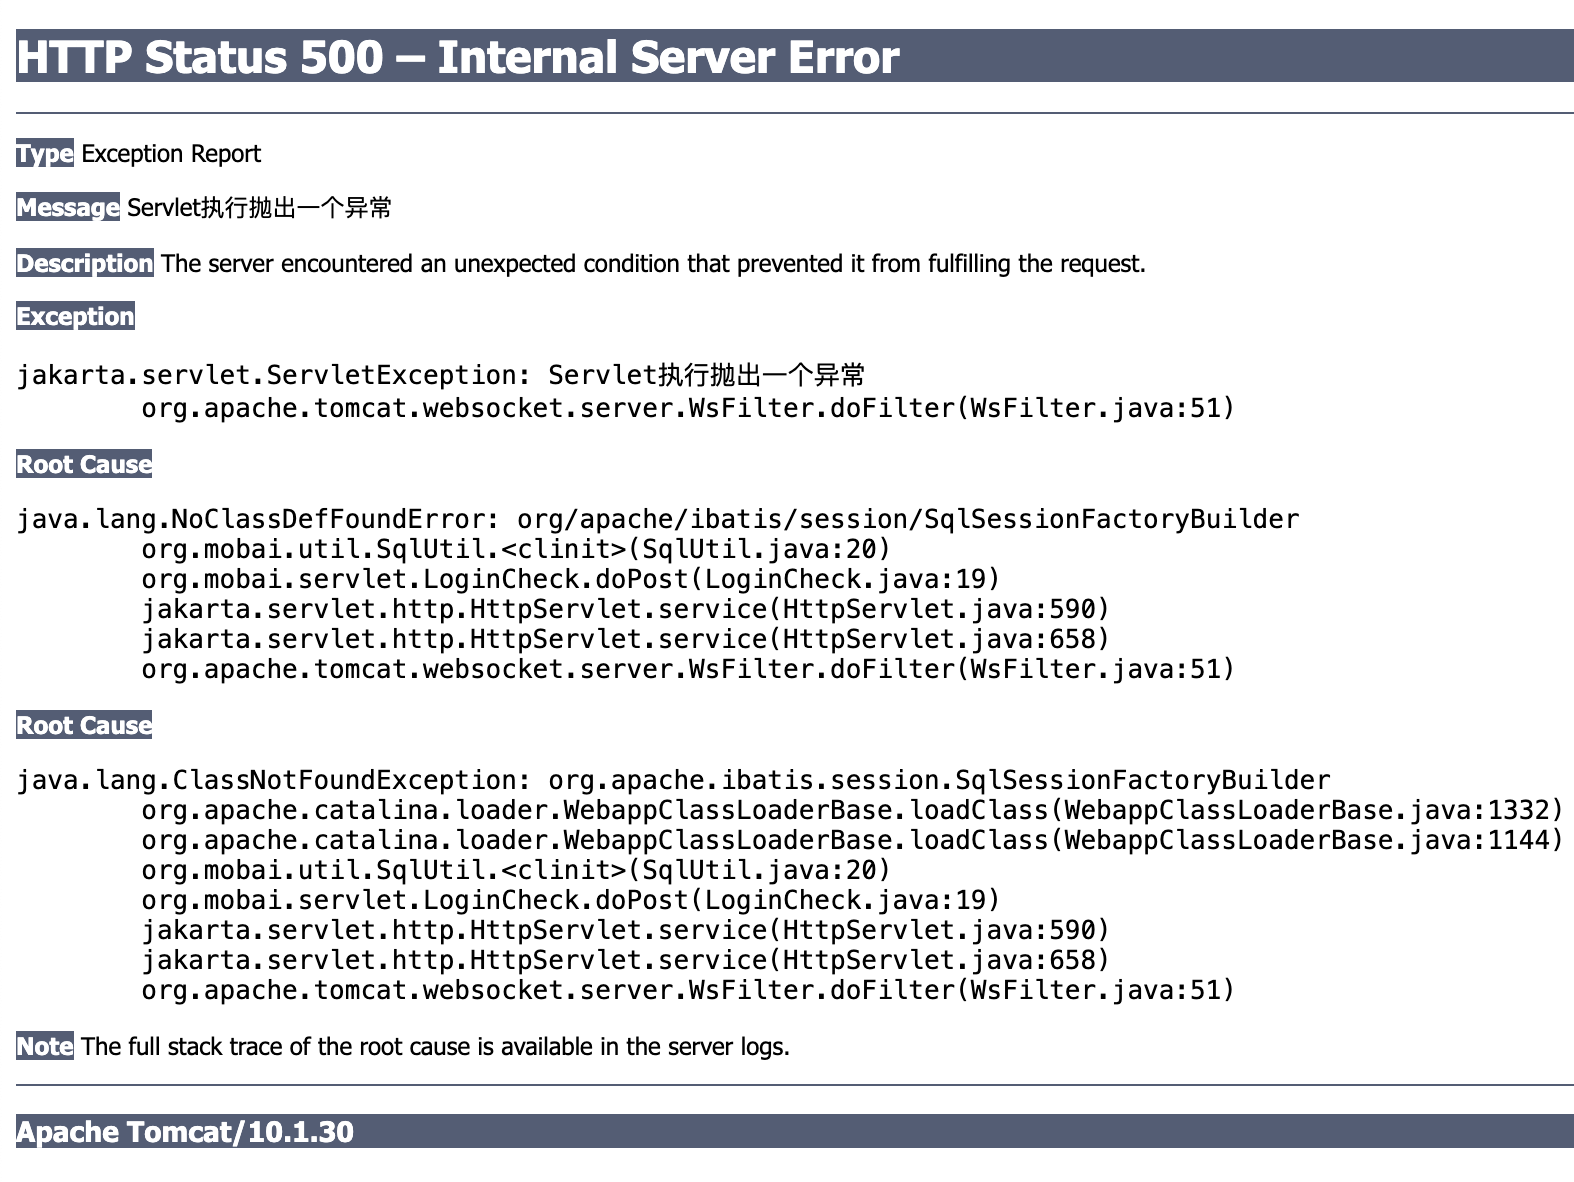 HTTP Status 500 – Internal Server Error
Type Exception Report
Message Servlet执行抛出一个异常
Description The server encountered an unexpected condition that prevented it from fulfilling the request.
Exception
jakarta.servlet.ServletException: Servlet执行抛出一个异常
org.apache.tomcat.websocket.server.WsFilter.doFilter(WsFilter.java:51)
Root Cause
java.lang.NoClassDefFoundError: org/apache/ibatis/session/SqlSessionFactoryBuilder
org.mobai.util.SqlUtil.<clinit>(SqlUtil.java:20)
org.mobai.servlet.LoginCheck.doPost(LoginCheck.java:19)
jakarta.servlet.http.HttpServlet.service(HttpServlet.java:590)
jakarta.servlet.http.HttpServlet.service(HttpServlet.java:658)
org.apache.tomcat.websocket.server.WsFilter.doFilter(WsFilter.java:51)
Root Cause
java.lang.ClassNotFoundException: org.apache.ibatis.session.SqlSessionFactoryBuilder
org.apache.catalina.loader.WebappClassLoaderBase.loadClass(WebappClassLoaderBase.java:1332)
org.apache.catalina.loader.WebappClassLoaderBase.loadClass(WebappClassLoaderBase.java:1144)
org.mobai.util.SqlUtil.<clinit>(SqlUtil.java:20)
org.mobai.servlet.LoginCheck.doPost(LoginCheck.java:19)
jakarta.servlet.http.HttpServlet.service(HttpServlet.java:590)
jakarta.servlet.http.HttpServlet.service(HttpServlet.java:658)
org.apache.tomcat.websocket.server.WsFilter.doFilter(WsFilter.java:51)
Note The full stack trace of the root cause is available in the server logs.
Apache Tomcat/10.1.30